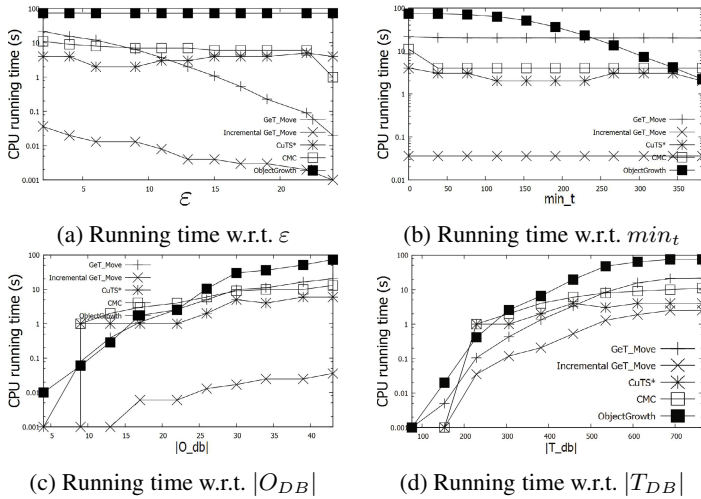 CPU running time (s)
100
10
1
0.1
0.01
0.001
GeT_Move
Incremental GeT_Move
CuTS*
CMC
ObjectGrowth
5 10 15 20
ε
(a) Running time w.r.t. ε
CPU running time (s)
100
10
1
0.1
0.01
0.001
GeT_Move
Incremental GeT_Move
CuTS*
CMC
ObjectGrowth
0 50 100 150 200 250 300 350
min_t
(b) Running time w.r.t. min_t
CPU running time (s)
100
10
1
0.1
0.01
0.001
GeT_Move
Incremental GeT_Move
CuTS*
CMC
ObjectGrowth
5 10 15 20 25 30 35 40
|O_db|
(c) Running time w.r.t. |O_DB|
CPU running time (s)
100
10
1
0.1
0.01
0.001
GeT_Move
Incremental GeT_Move
CuTS*
CMC
ObjectGrowth
100 200 300 400 500 600 700
|T_db|
(d) Running time w.r.t. |T_DB|